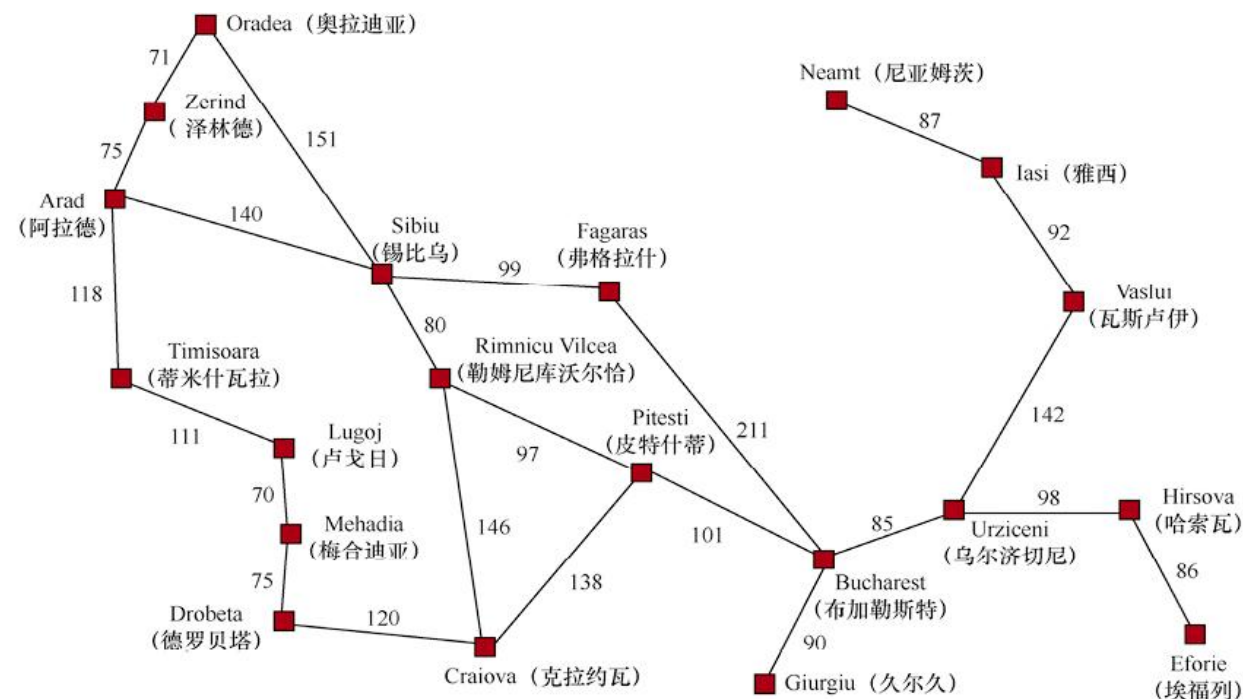 Oradea（奥拉迪亚）
71
Neamt（尼亚姆茨）
Zerind
（ 泽林德）
87
151
75
Iasi（雅西）
Arad
（阿拉德）
140
Sibiu
（锡比乌）
Fagaras
（弗格拉什）
92
99
118
Vaslui
（瓦斯卢伊）
80
Timisoara
（蒂米什瓦拉）
Rimnicu Vilcea
（勒姆尼库沃尔恰）
Pitesti
（皮特什蒂）
211
142
111
Lugoj
（卢戈日）
97
70
98
Hirsova
（哈索瓦）
Mehadia
（梅合迪亚）
146
101
85
Urziceni
（乌尔济切尼）
75
138
86
Bucharest
（布加勒斯特）
Drobeta
（德罗贝塔）
120
90
Eforie
（埃福列）
Craiova（克拉约瓦）
Giurgiu（久尔久）